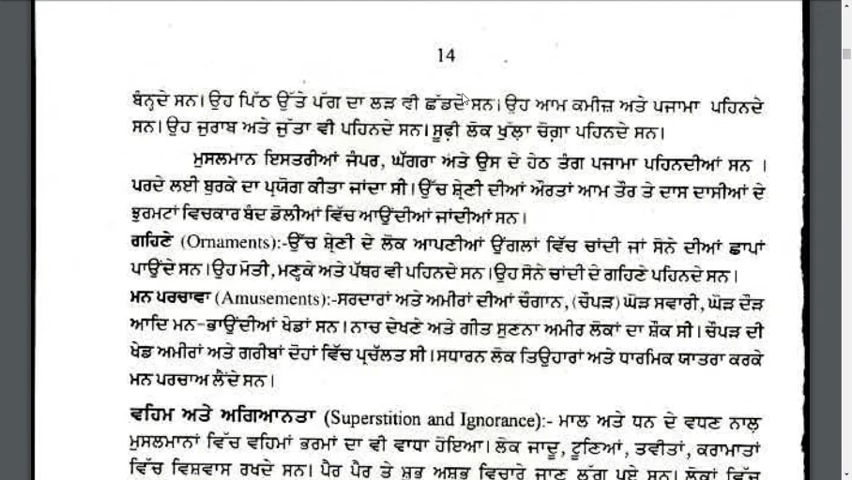 14
ਬੰਨ੍ਹਦੇ ਸਨ। ਉਹ ਪਿੱਠ ਉੱਤੇ ਪੱਗ ਦਾ ਲੜ ਵੀ ਛੱਡਦੇ ਸਨ। ਉਹ ਆਮ ਕਮੀਜ਼ ਅਤੇ ਪਜਾਮਾ ਪਹਿਨਦੇ
ਸਨ। ਉਹ ਜੁਰਾਬ ਅਤੇ ਜੁੱਤਾ ਵੀ ਪਹਿਨਦੇ ਸਨ। ਸੂਫ਼ੀ ਲੋਕ ਖੁੱਲ੍ਹਾ ਚੋਗ਼ਾ ਪਹਿਨਦੇ ਸਨ।
ਮੁਸਲਮਾਨ ਇਸਤਰੀਆਂ ਜੰਪਰ, ਘੱਗਰਾ ਅਤੇ ਉਸ ਦੇ ਹੇਠ ਤੰਗ ਪਜਾਮਾ ਪਹਿਨਦੀਆਂ ਸਨ ।
ਪਰਦੇ ਲਈ ਬੁਰਕੇ ਦਾ ਪ੍ਰਯੋਗ ਕੀਤਾ ਜਾਂਦਾ ਸੀ। ਉੱਚ ਸ਼੍ਰੇਣੀ ਦੀਆਂ ਔਰਤਾਂ ਆਮ ਤੌਰ ਤੇ ਦਾਸ ਦਾਸੀਆਂ ਦੇ
ਝੁਰਮਟਾਂ ਵਿਚਕਾਰ ਬੰਦ ਡੋਲੀਆਂ ਵਿੱਚ ਆਉਂਦੀਆਂ ਜਾਂਦੀਆਂ ਸਨ।
ਗਹਿਣੇ (Ornaments):-ਉੱਚ ਸ਼੍ਰੇਣੀ ਦੇ ਲੋਕ ਆਪਣੀਆਂ ਉਂਗਲਾਂ ਵਿੱਚ ਚਾਂਦੀ ਜਾਂ ਸੋਨੇ ਦੀਆਂ ਛਾਪਾਂ
ਪਾਉਂਦੇ ਸਨ। ਉਹ ਮੋਤੀ, ਮਣ੍ਹਕੇ ਅਤੇ ਪੱਥਰ ਵੀ ਪਹਿਨਦੇ ਸਨ। ਉਹ ਸੋਨੇ ਚਾਂਦੀ ਦੇ ਗਹਿਣੇ ਪਹਿਨਦੇ ਸਨ।
ਮਨ ਪਰਚਾਵਾ (Amusements):-ਸਰਦਾਰਾਂ ਅਤੇ ਅਮੀਰਾਂ ਦੀਆਂ ਚੌਗਾਨ, (ਚੌਪੜ) ਘੋੜ ਸਵਾਰੀ, ਘੋੜ ਦੌੜ
ਆਦਿ ਮਨ-ਭਾਉਂਦੀਆਂ ਖੇਡਾਂ ਸਨ। ਨਾਚ ਦੇਖਣੇ ਅਤੇ ਗੀਤ ਸੁਣਨਾ ਅਮੀਰ ਲੋਕਾਂ ਦਾ ਸ਼ੌਕ ਸੀ। ਚੌਪੜ ਦੀ
ਖੇਡ ਅਮੀਰਾਂ ਅਤੇ ਗਰੀਬਾਂ ਦੋਹਾਂ ਵਿੱਚ ਪ੍ਰਚੱਲਤ ਸੀ। ਸਧਾਰਨ ਲੋਕ ਤਿਉਹਾਰਾਂ ਅਤੇ ਧਾਰਮਿਕ ਯਾਤਰਾ ਕਰਕੇ
ਮਨ ਪਰਚਾਅ ਲੈਂਦੇ ਸਨ।
ਵਹਿਮ ਅਤੇ ਅਗਿਆਨਤਾ (Superstition and Ignorance):- ਮਾਲ ਅਤੇ ਧਨ ਦੇ ਵਧਣ ਨਾਲ਼
ਮੁਸਲਮਾਨਾਂ ਵਿੱਚ ਵਹਿਮਾਂ ਭਰਮਾਂ ਦਾ ਵੀ ਵਾਧਾ ਹੋਇਆ। ਲੋਕ ਜਾਦੂ, ਟੂਣਿਆਂ, ਤਵੀਤਾਂ, ਕਰਾਮਾਤਾਂ
ਵਿੱਚ ਵਿਸ਼ਵਾਸ ਰਖਦੇ ਸਨ। ਪੈਰ ਪੈਰ ਤੇ ਸ਼ੁਭ ਅਸ਼ੁਭ ਵਿਚਾਰੇ ਜਾਣ ਲੱਗ ਪਏ ਸਨ। ਲੋਕਾਂ ਵਿੱਚ